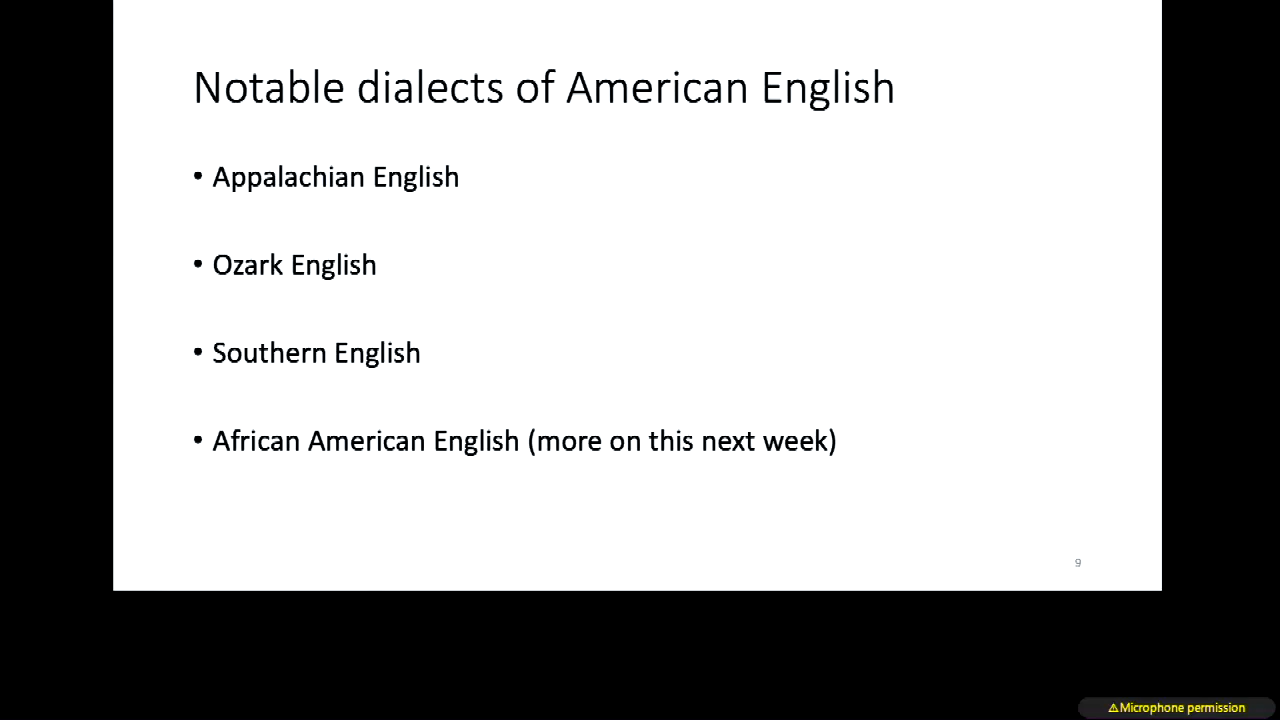 Notable dialects of American English
• Appalachian English
• Ozark English
• Southern English
• African American English (more on this next week)
9
⚠Microphone permission